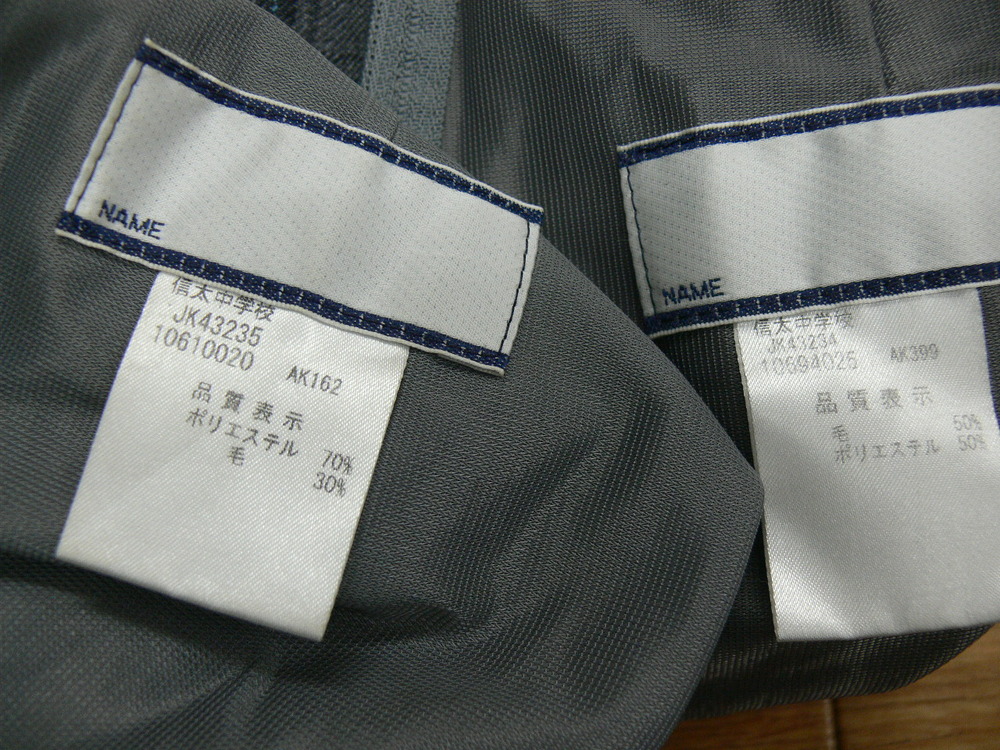 NAME
信太中学校
JK43235
10610020 AK162
品質表示
ポリエステル 70%
毛 30%
NAME
信太中学校
JK43234
10694025 AK399
品質表示
毛 50%
ポリエステル 50%